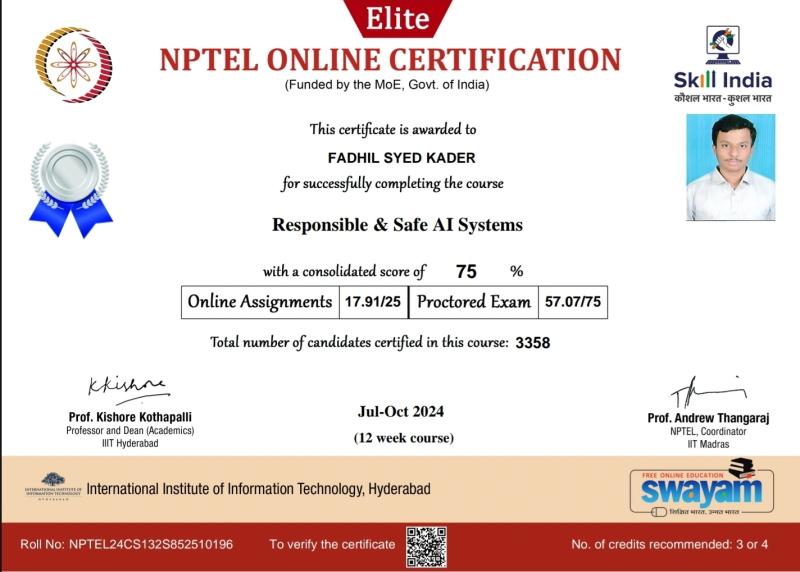 Elite
NPTEL ONLINE CERTIFICATION
(Funded by the MoE, Govt. of India)
Skill India
कौशल भारत - कुशल भारत
This certificate is awarded to
FADHIL SYED KADER
for successfully completing the course
Responsible & Safe AI Systems
with a consolidated score of 75 %
Online Assignments 17.91/25 Proctored Exam 57.07/75
Total number of candidates certified in this course: 3358
KKishore
Prof. Kishore Kothapalli
Professor and Dean (Academics)
IIIT Hyderabad
Jul-Oct 2024
(12 week course)
Prof. Andrew Thangaraj
NPTEL, Coordinator
IIT Madras
INTERNATIONAL INSTITUTE OF
INFORMATION TECHNOLOGY
HYDERABAD
International Institute of Information Technology, Hyderabad
FREE ONLINE EDUCATION
swayam
शिक्षित भारत, उन्नत भारत
Roll No: NPTEL24CS132S852510196
To verify the certificate
No. of credits recommended: 3 or 4